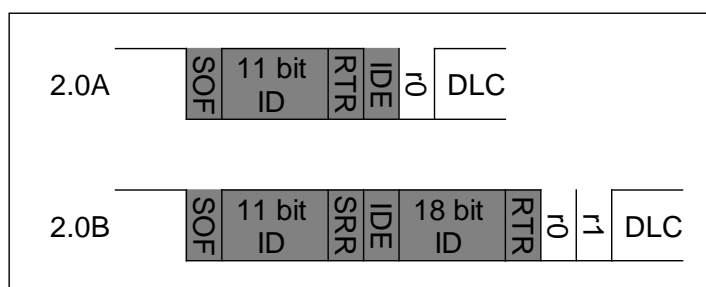 2.0A SOF 11 bit ID RTR IDE r0 DLC
2.0B SOF 11 bit ID SRR IDE 18 bit ID RTR r0 r1 DLC